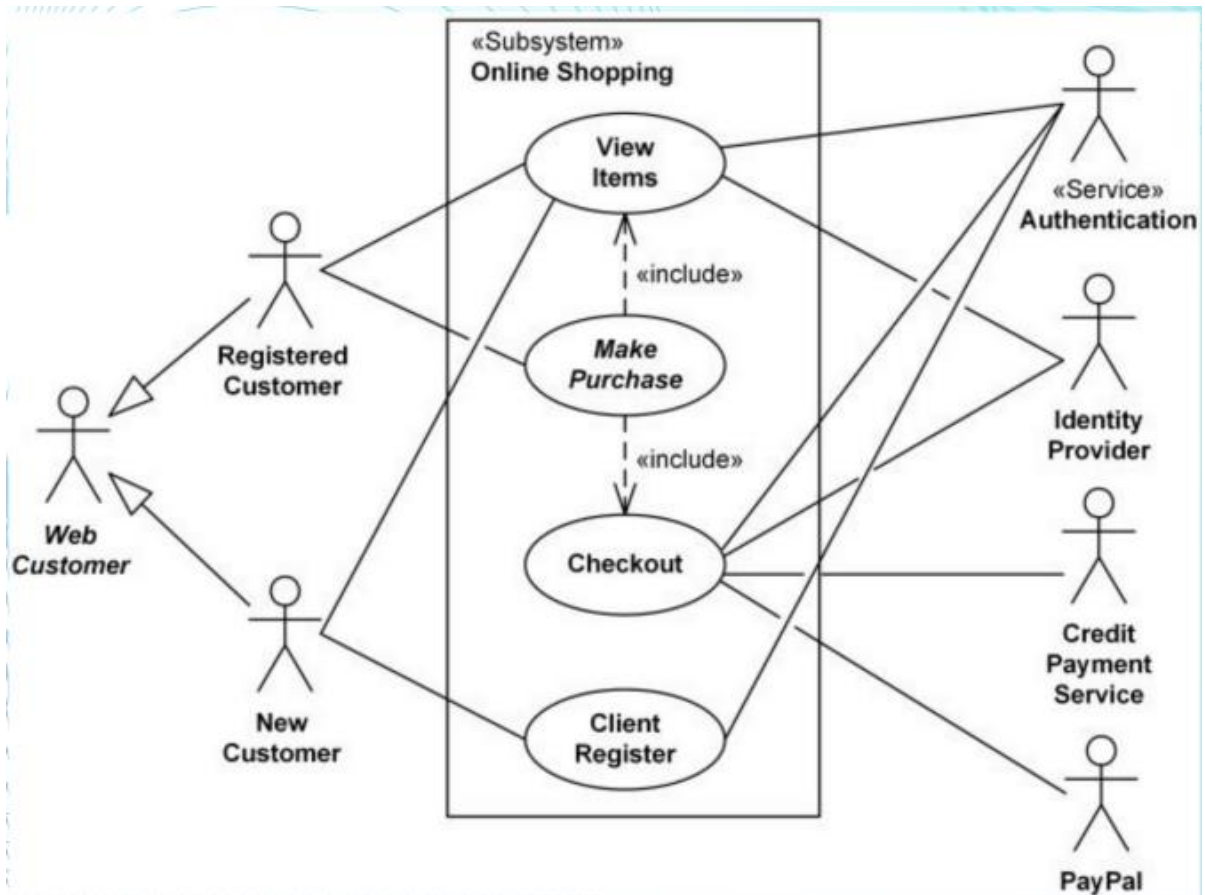 «Subsystem»
Online Shopping
View
Items
«Service»
Authentication
«include»
Registered
Customer
Make
Purchase
Identity
Provider
«include»
Web
Customer
Checkout
Credit
Payment
Service
New
Customer
Client
Register
PayPal